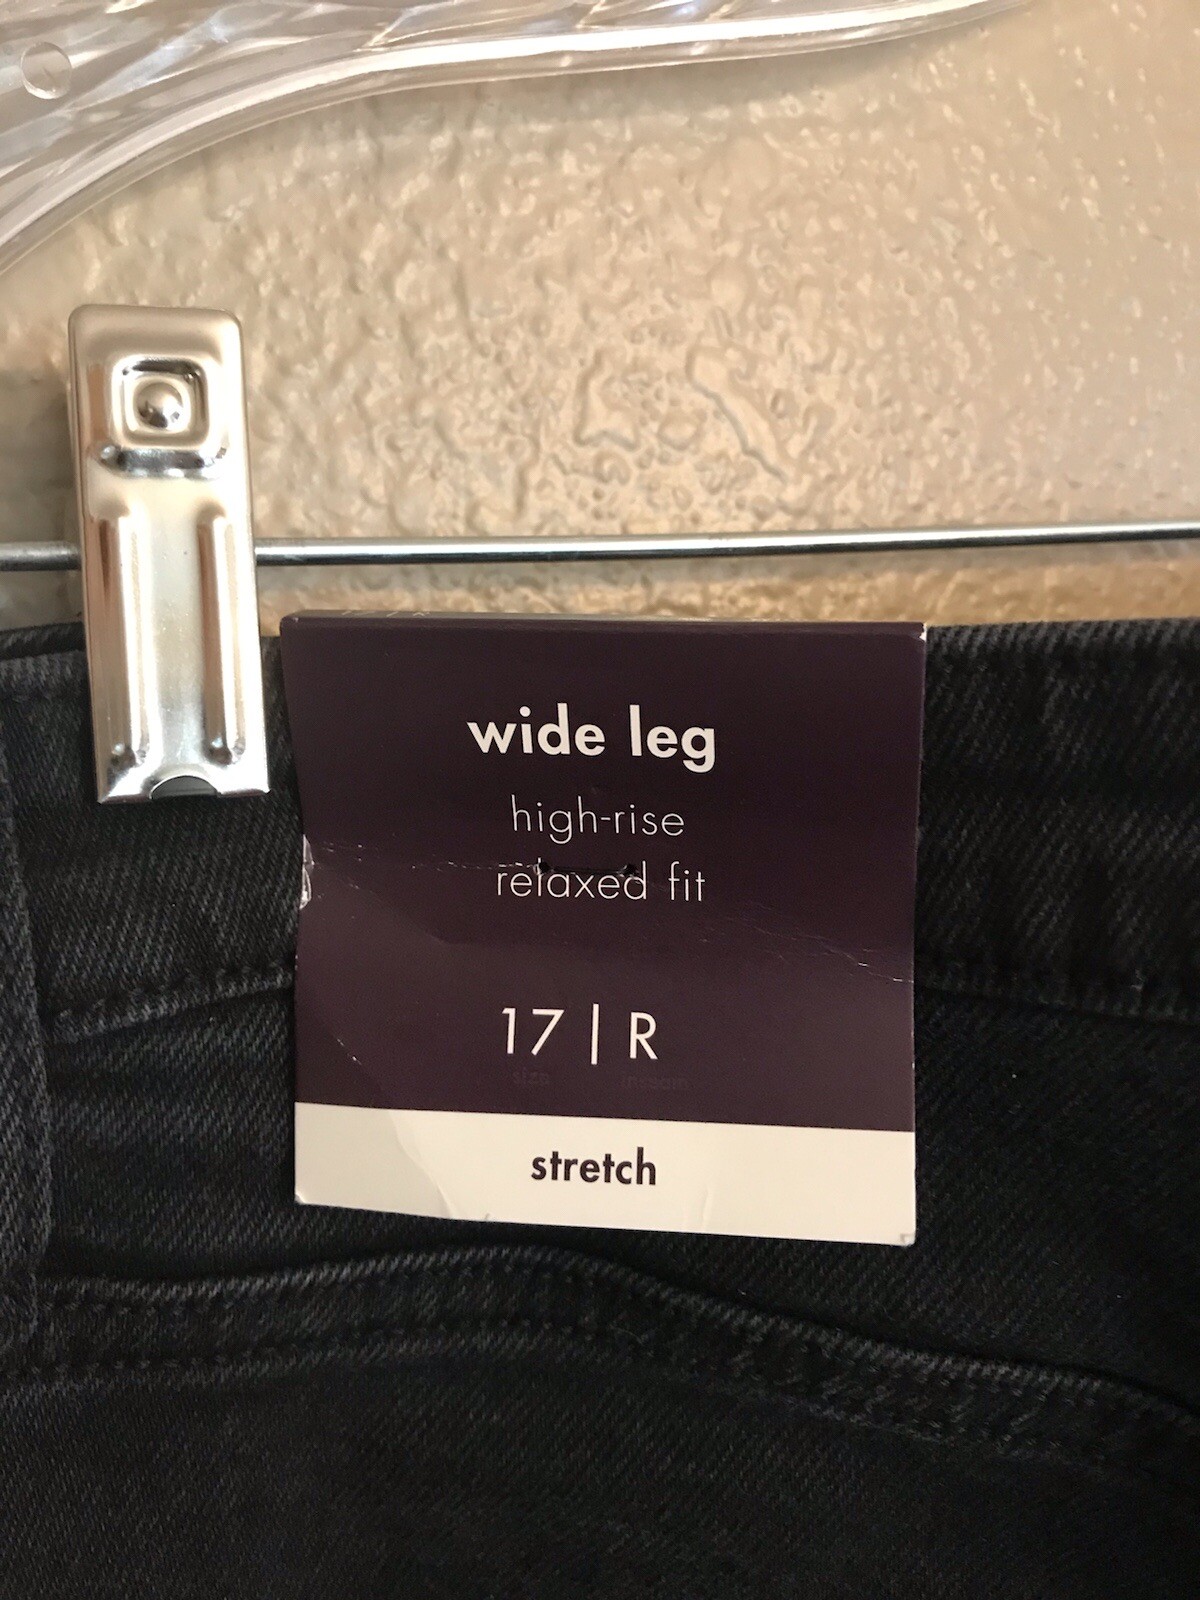 wide leg
high-rise
relaxed fit
17 | R
size inseam
stretch